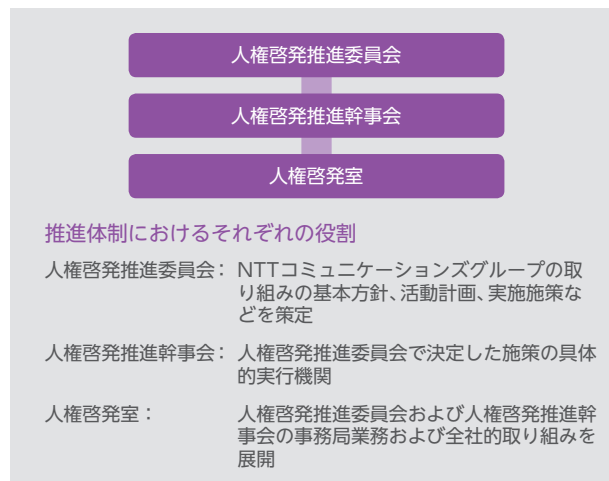 人権啓発推進委員会
人権啓発推進幹事会
人権啓発室
推進体制におけるそれぞれの役割
人権啓発推進委員会： NTTコミュニケーションズグループの取
り組みの基本方針、活動計画、実施施策な
どを策定
人権啓発推進幹事会： 人権啓発推進委員会で決定した施策の具体
的実行機関
人権啓発室： 人権啓発推進委員会および人権啓発推進幹
事会の事務局業務および全社的取り組みを
展開